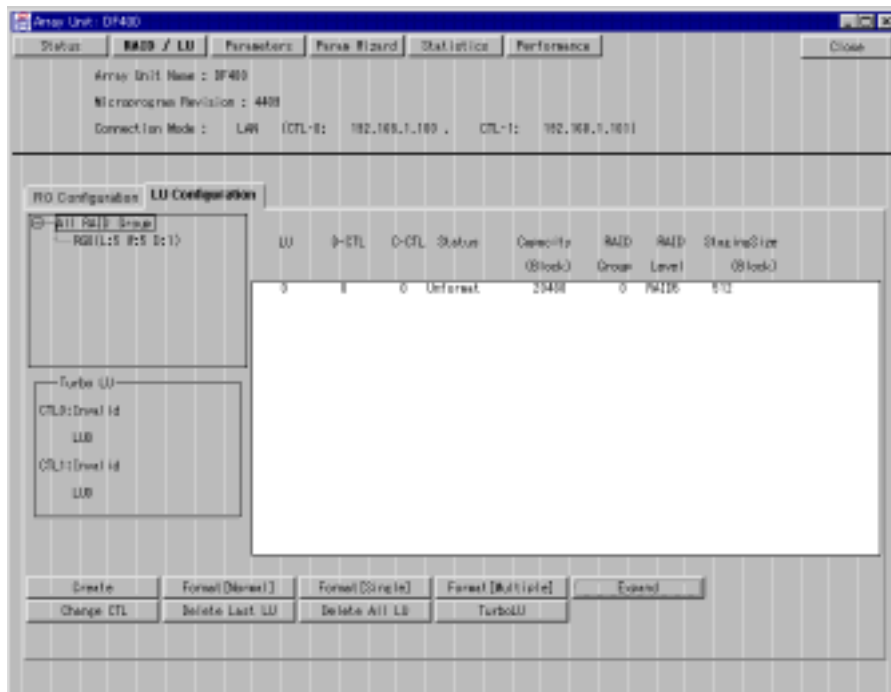 Array Unit: DF400
Status RAID / LU Parameters Param Wizard Statistics Performance Close
Array Unit Name : DF400
Microprogram Revision :
Connection Mode : LAN (CTL-0: 192.168.1.100 , CTL-1: 192.168.1.101)
RG Configuration LU Configuration
All RAID Group
LU D-CTL C-CTL Status Capacity RAID RAID StagingSize
(Block) Group Level (Block)
0 0 0 Unformat 20480 0 RAID5 512
Turbo LU
CTL0:Invalid
LU0
CTL1:Invalid
LU0
Create Format[Normal] Format[Single] Format[Multiple] Expand
Change CTL Delete Last LU Delete All LU TurboLU